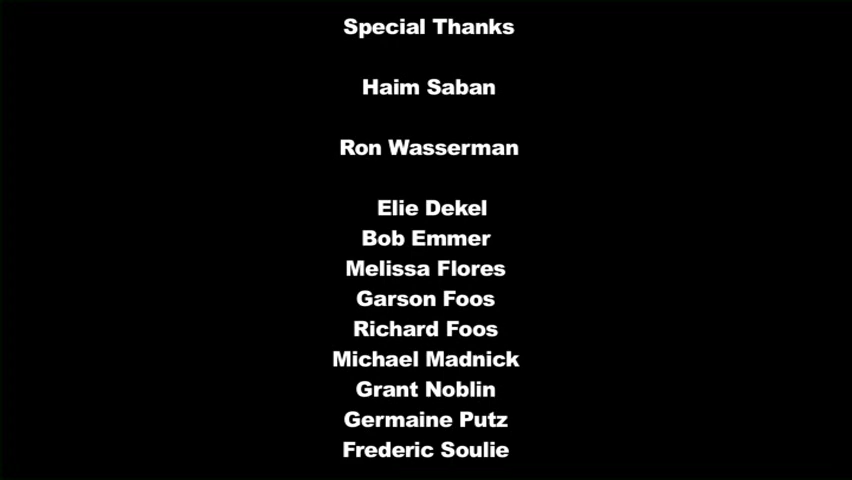 Special Thanks
Haim Saban
Ron Wasserman
Elie Dekel
Bob Emmer
Melissa Flores
Garson Foos
Richard Foos
Michael Madnick
Grant Noblin
Germaine Putz
Frederic Soulie